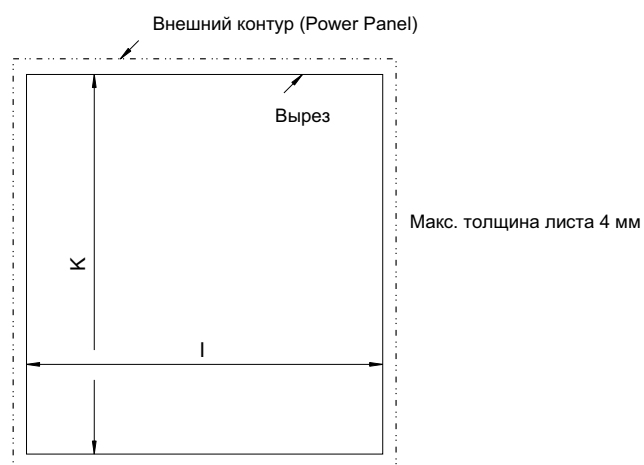 Внешний контур (Power Panel)
Вырез
Макс. толщина листа 4 мм
K
I